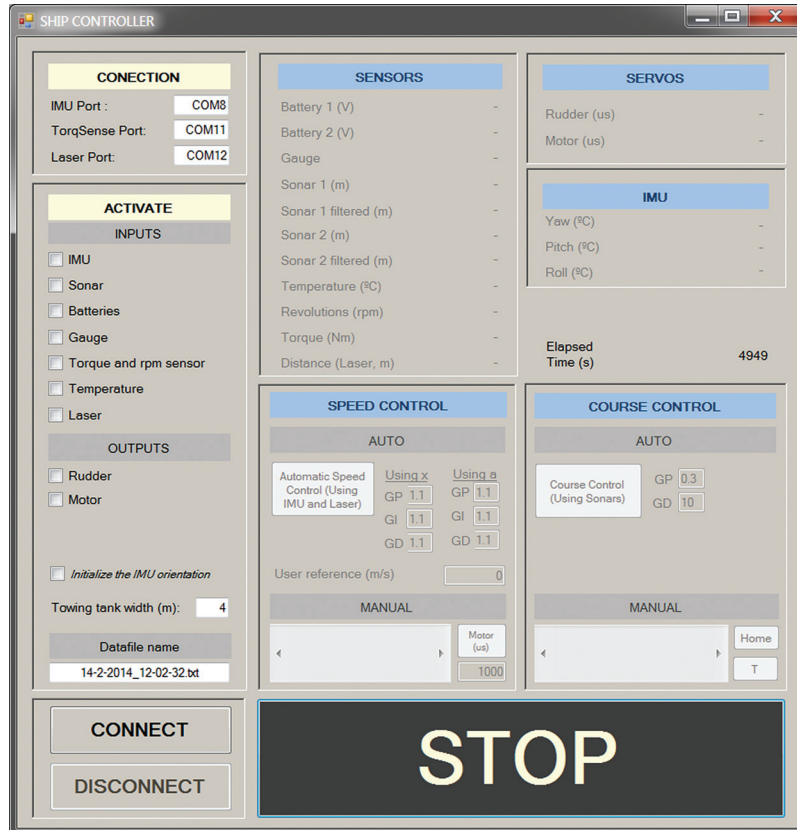 SHIP CONTROLLER
CONECTION
IMU Port : COM8
TorqSense Port: COM11
Laser Port: COM12
ACTIVATE
INPUTS
IMU
Sonar
Batteries
Gauge
Torque and rpm sensor
Temperature
Laser
OUTPUTS
Rudder
Motor
Initialize the IMU orientation
Towing tank width (m): 4
Datafile name
14-2-2014_12-02-32.txt
CONNECT
DISCONNECT
SENSORS
Battery 1 (V) -
Battery 2 (V) -
Gauge -
Sonar 1 (m) -
Sonar 1 filtered (m) -
Sonar 2 (m) -
Sonar 2 filtered (m) -
Temperature (ºC) -
Revolutions (rpm) -
Torque (Nm) -
Distance (Laser, m) -
SERVOS
Rudder (us) -
Motor (us) -
IMU
Yaw (ºC) -
Pitch (ºC) -
Roll (ºC) -
Elapsed
Time (s) 4949
SPEED CONTROL
AUTO
Automatic Speed
Control (Using
IMU and Laser)
Using x Using a
GP 1.1 GP 1.1
GI 1.1 GI 1.1
GD 1.1 GD 1.1
User reference (m/s) 0
MANUAL
Motor
(us)
1000
COURSE CONTROL
AUTO
Course Control
(Using Sonars)
GP 0.3
GD 10
MANUAL
Home
T
STOP